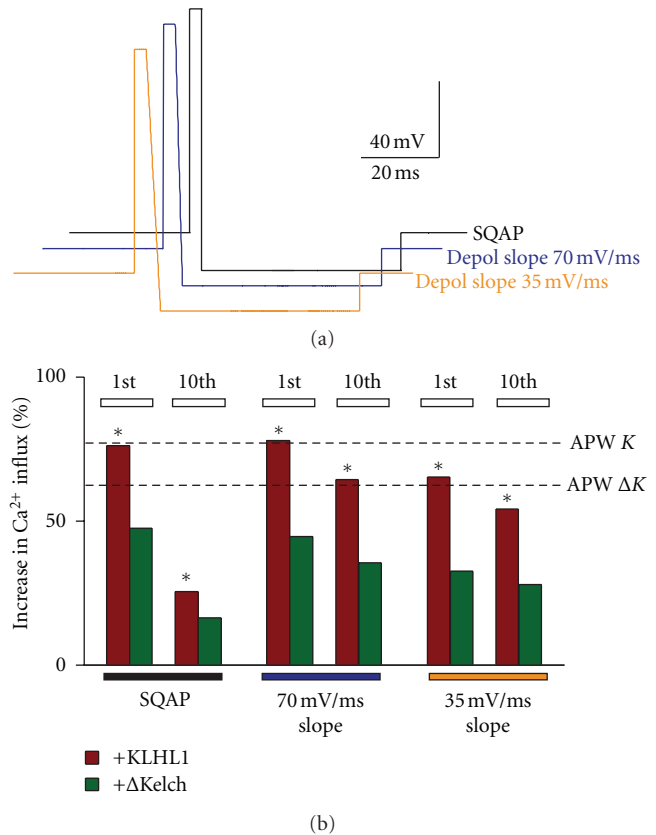 40 mV
20 ms
SQAP
Depol slope 70 mV/ms
Depol slope 35 mV/ms
(a)
100
1st
10th
1st
10th
1st
10th
*
*
*
*
*
*
APW K
APW ΔK
50
0
Increase in Ca²⁺ influx (%)
SQAP
70 mV/ms
slope
35 mV/ms
slope
+KLHL1
+ΔKelch
(b)